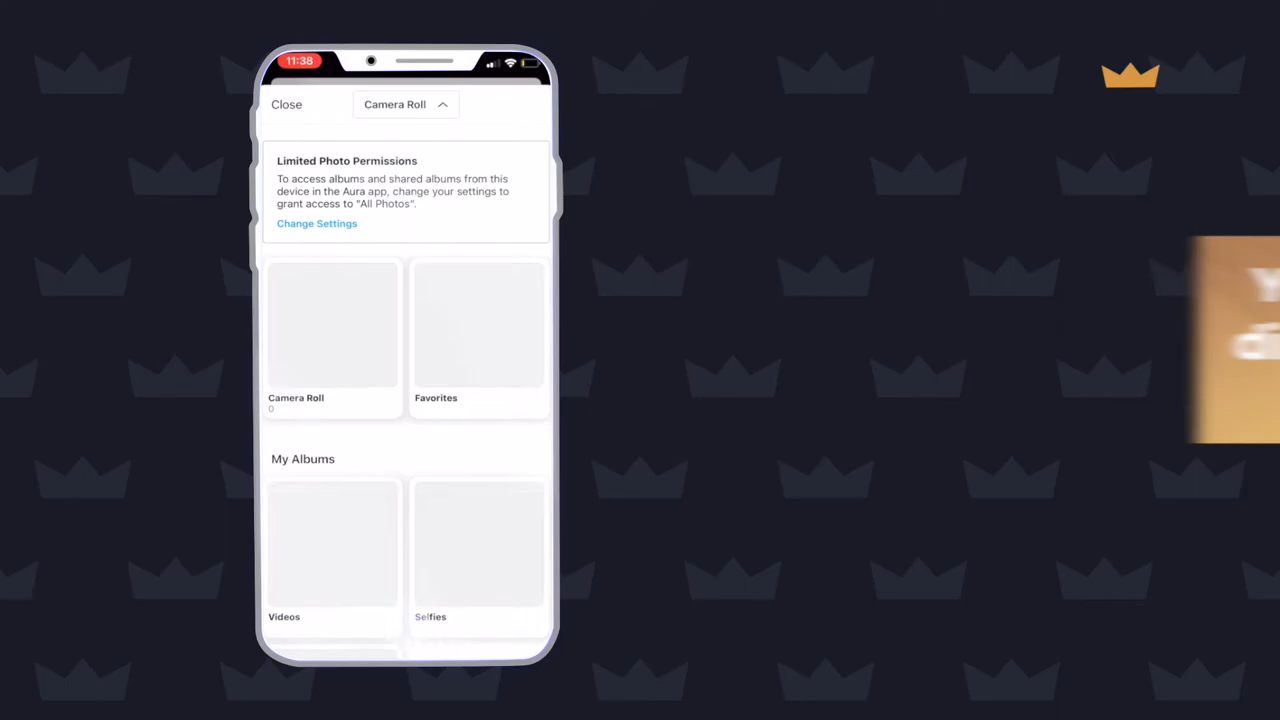 11:38
Close
Camera Roll
Limited Photo Permissions
To access albums and shared albums from this
device in the Aura app, change your settings to
grant access to "All Photos".
Change Settings
Camera Roll
0
Favorites
My Albums
Videos
Selfies